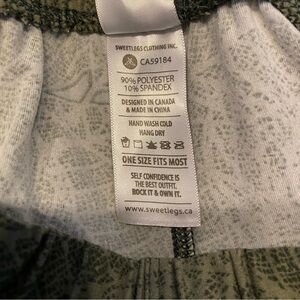 SWEETLEGS CLOTHING INC.
CA59184
90% POLYESTER
10% SPANDEX
DESIGNED IN CANADA
& MADE IN CHINA
HAND WASH COLD
HANG DRY
ONE SIZE FITS MOST
SELF CONFIDENCE IS
THE BEST OUTFIT.
ROCK IT & OWN IT.
www.sweetlegs.ca